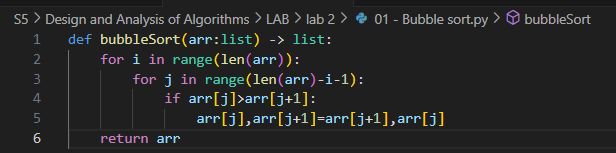 S5 > Design and Analysis of Algorithms > LAB > lab 2 > 01 - Bubble sort.py > bubbleSort
1 def bubbleSort(arr:list) -> list:
2     for i in range(len(arr)):
3         for j in range(len(arr)-i-1):
4             if arr[j]>arr[j+1]:
5                 arr[j],arr[j+1]=arr[j+1],arr[j]
6     return arr